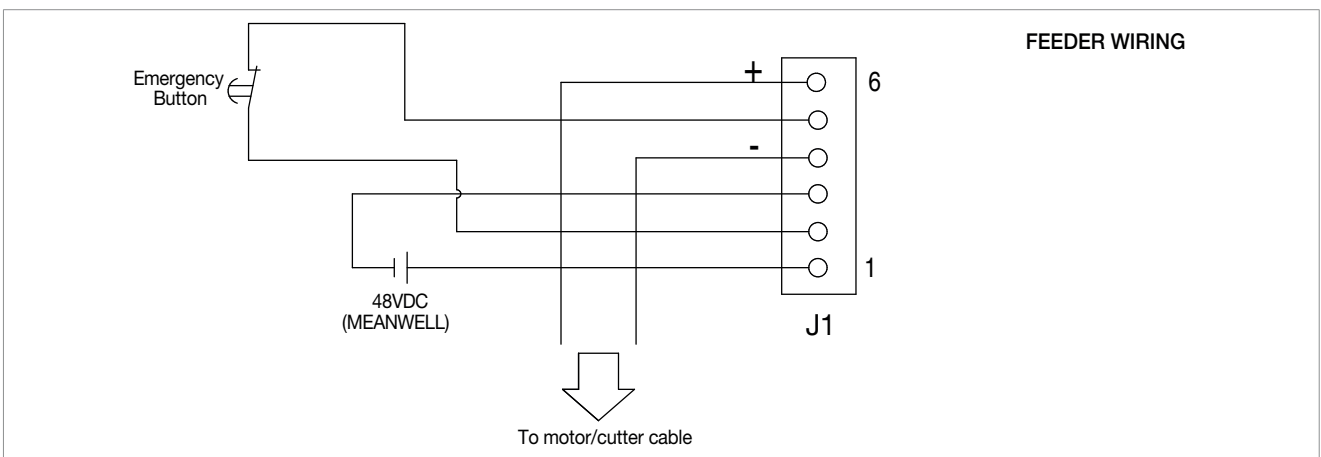 FEEDER WIRING
Emergency
Button
+
6
-
1
48VDC
(MEANWELL)
J1
To motor/cutter cable